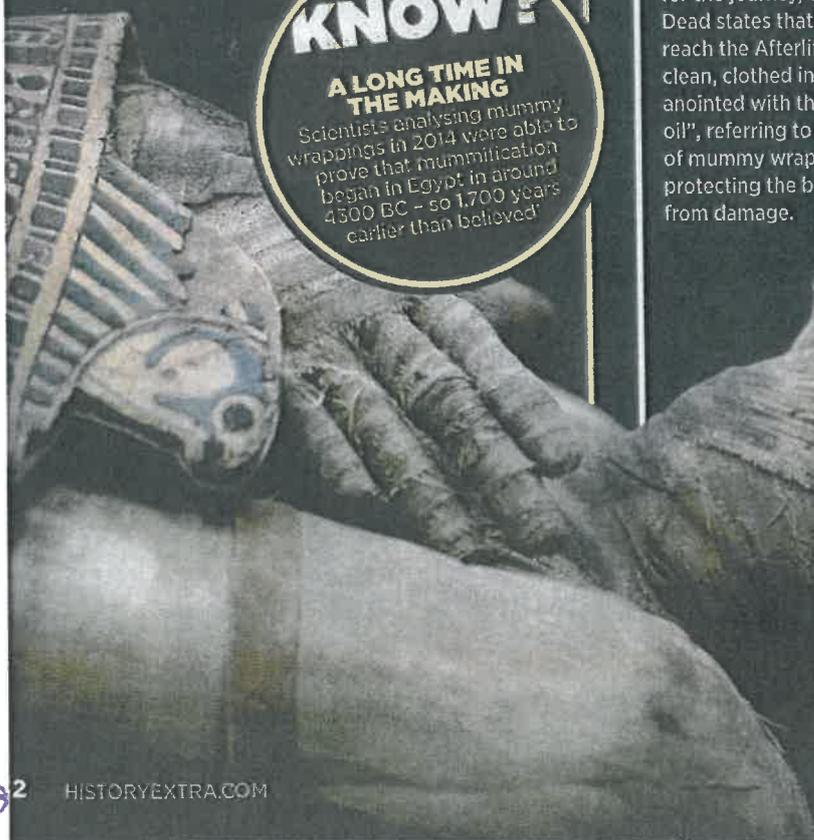 KNOW?
A LONG TIME IN
THE MAKING
Scientists analysing mummy
wrappings in 2014 were able to
prove that mummification
began in Egypt in around
4300 BC – so 1,700 years
earlier than believed
Dead states that
reach the Afterli
clean, clothed in
anointed with th
oil”, referring to
of mummy wrap
protecting the b
from damage.
2 HISTORYEXTRA.COM